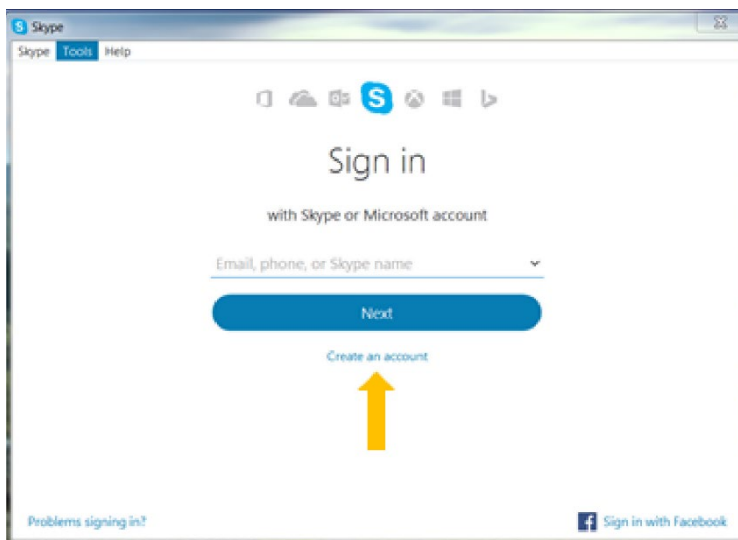 Skype
Skype Tools Help
Sign in
with Skype or Microsoft account
Email, phone, or Skype name
Next
Create an account
Problems signing in?
Sign in with Facebook